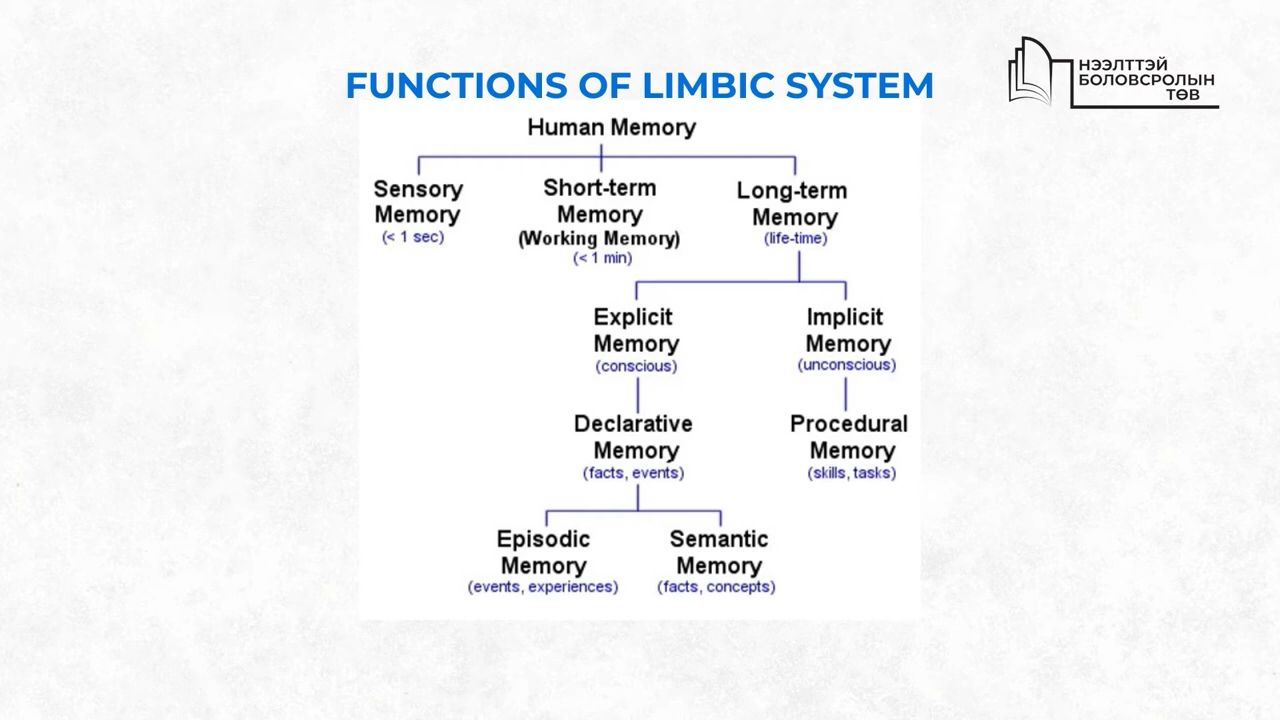 FUNCTIONS OF LIMBIC SYSTEM
НЭЭЛТТЭЙ
БОЛОВСРОЛЫН
ТӨВ
Human Memory
Sensory
Memory
(< 1 sec)
Short-term
Memory
(Working Memory)
(< 1 min)
Long-term
Memory
(life-time)
Explicit
Memory
(conscious)
Implicit
Memory
(unconscious)
Declarative
Memory
(facts, events)
Procedural
Memory
(skills, tasks)
Episodic
Memory
(events, experiences)
Semantic
Memory
(facts, concepts)